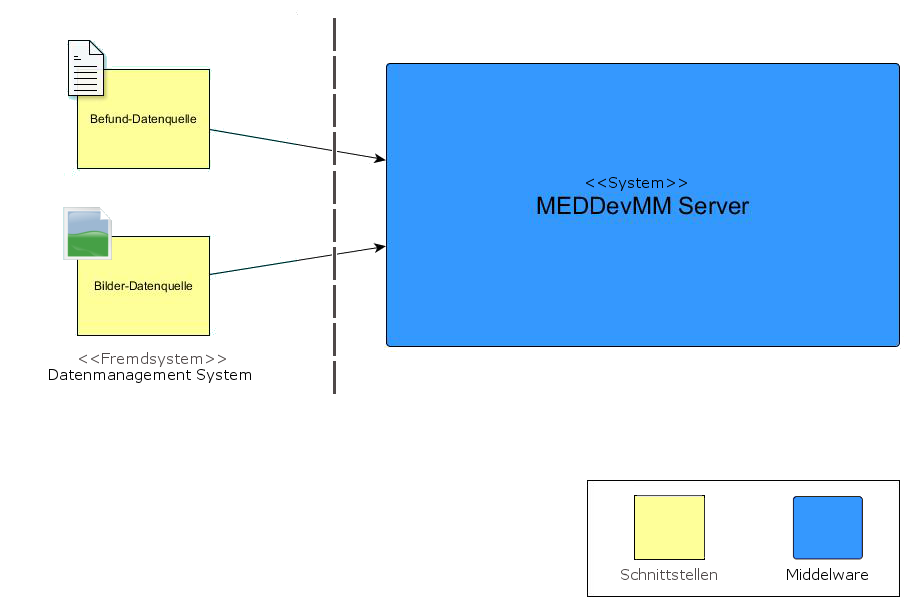 Befund-Datenquelle
<<System>>
MEDDevMM Server
Bilder-Datenquelle
<<Fremdsystem>>
Datenmanagement System
Schnittstellen
Middelware